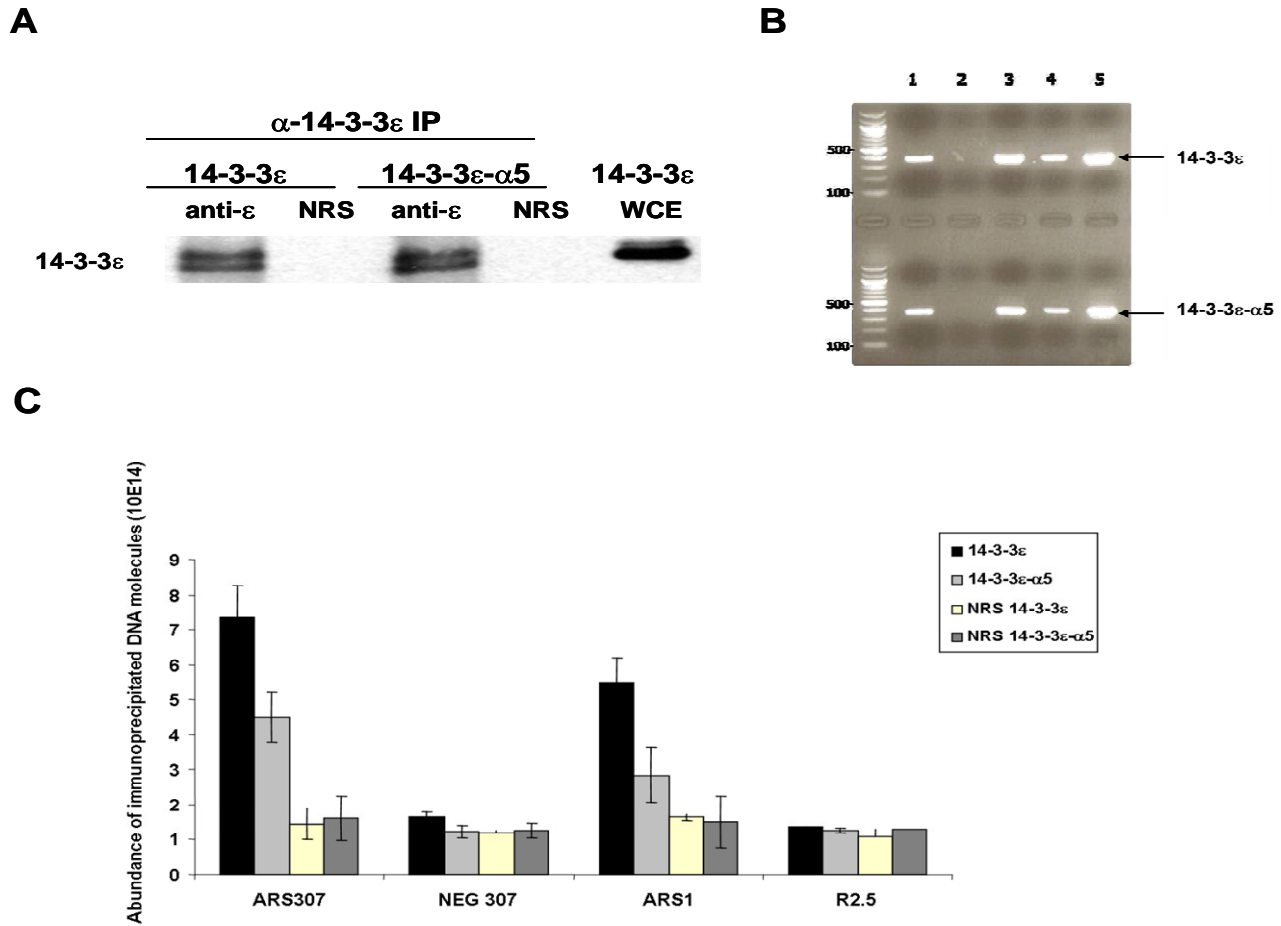 A
α-14-3-3ε IP
14-3-3ε 14-3-3ε-α5 14-3-3ε
anti-ε NRS anti-ε NRS WCE
14-3-3ε
B
1 2 3 4 5
500
14-3-3ε
100
500
14-3-3ε-α5
100
C
Abundance of immunoprecipitated DNA molecules (10E14)
9
8
7
6
5
4
3
2
1
0
ARS307 NEG 307 ARS1 R2.5
14-3-3ε
14-3-3ε-α5
NRS 14-3-3ε
NRS 14-3-3ε-α5